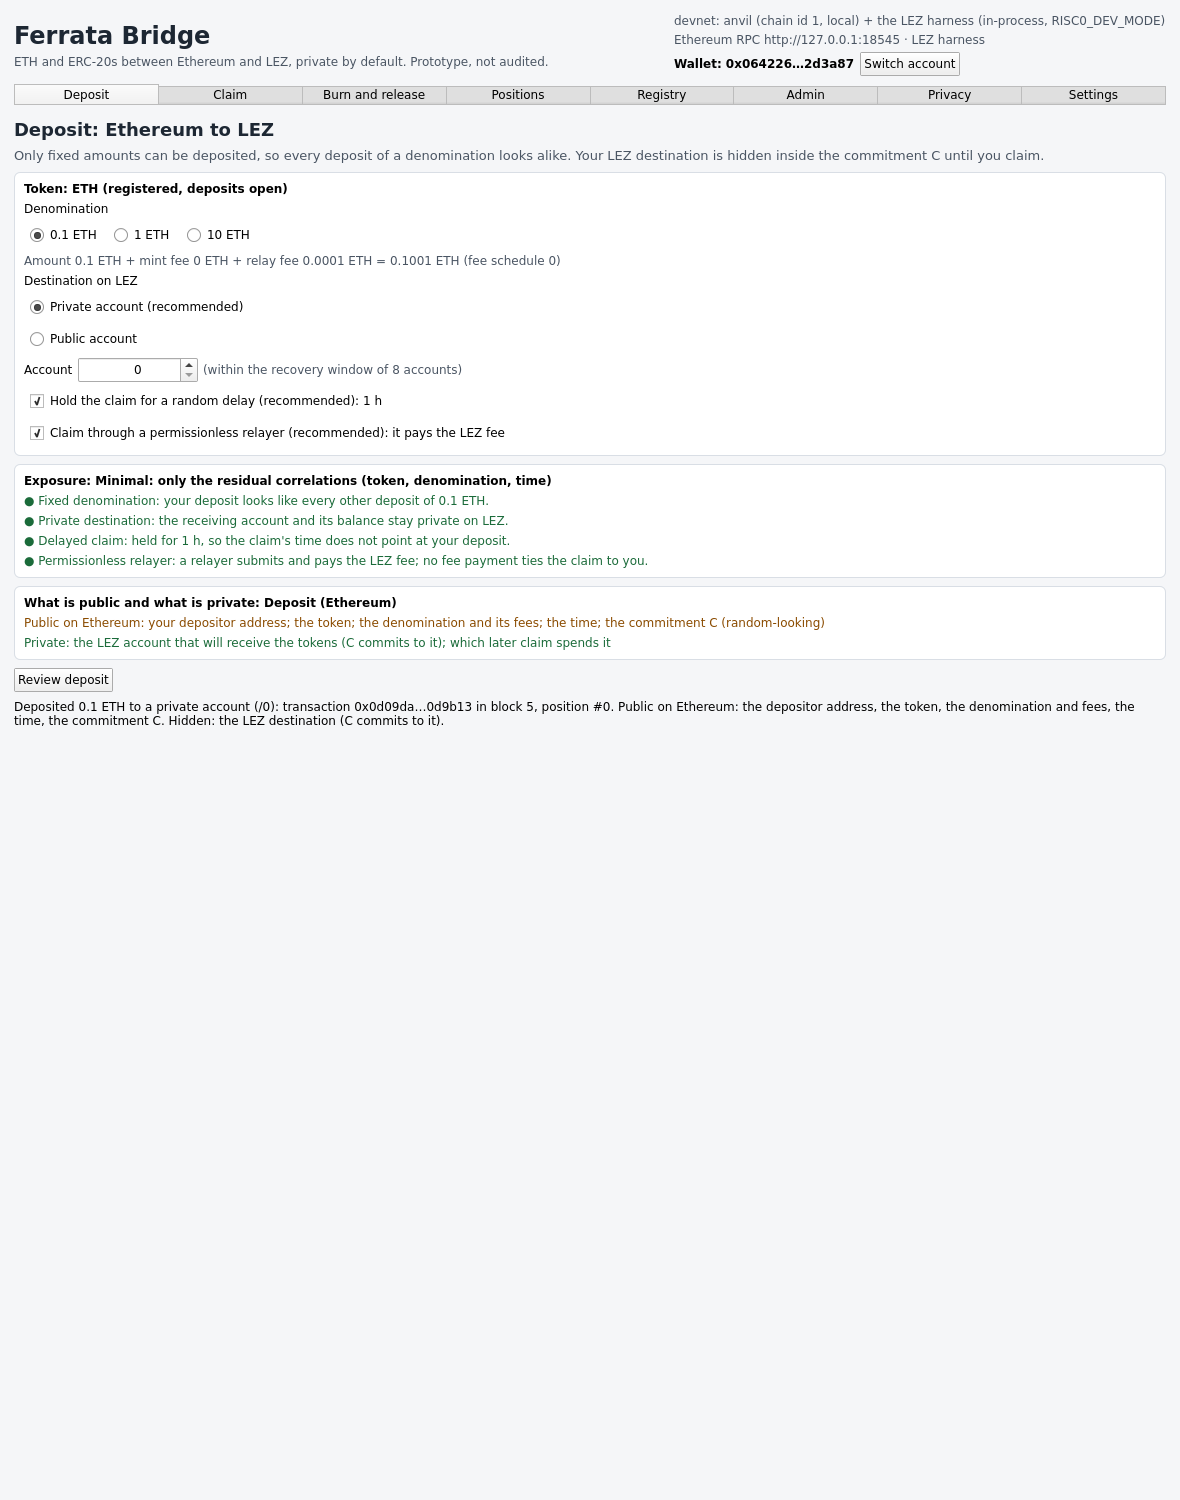 Ferrata Bridge
ETH and ERC-20s between Ethereum and LEZ, private by default. Prototype, not audited.
devnet: anvil (chain id 1, local) + the LEZ harness (in-process, RISC0_DEV_MODE)
Ethereum RPC http://127.0.0.1:18545 · LEZ harness
Wallet: 0x064226…2d3a87 Switch account
Deposit Claim Burn and release Positions Registry Admin Privacy Settings
Deposit: Ethereum to LEZ
Only fixed amounts can be deposited, so every deposit of a denomination looks alike. Your LEZ destination is hidden inside the commitment C until you claim.
Token: ETH (registered, deposits open)
Denomination
0.1 ETH 1 ETH 10 ETH
Amount 0.1 ETH + mint fee 0 ETH + relay fee 0.0001 ETH = 0.1001 ETH (fee schedule 0)
Destination on LEZ
Private account (recommended)
Public account
Account 0 (within the recovery window of 8 accounts)
Hold the claim for a random delay (recommended): 1 h
Claim through a permissionless relayer (recommended): it pays the LEZ fee
Exposure: Minimal: only the residual correlations (token, denomination, time)
● Fixed denomination: your deposit looks like every other deposit of 0.1 ETH.
● Private destination: the receiving account and its balance stay private on LEZ.
● Delayed claim: held for 1 h, so the claim's time does not point at your deposit.
● Permissionless relayer: a relayer submits and pays the LEZ fee; no fee payment ties the claim to you.
What is public and what is private: Deposit (Ethereum)
Public on Ethereum: your depositor address; the token; the denomination and its fees; the time; the commitment C (random-looking)
Private: the LEZ account that will receive the tokens (C commits to it); which later claim spends it
Review deposit
Deposited 0.1 ETH to a private account (/0): transaction 0x0d09da…0d9b13 in block 5, position #0. Public on Ethereum: the depositor address, the token, the denomination and fees, the
time, the commitment C. Hidden: the LEZ destination (C commits to it).